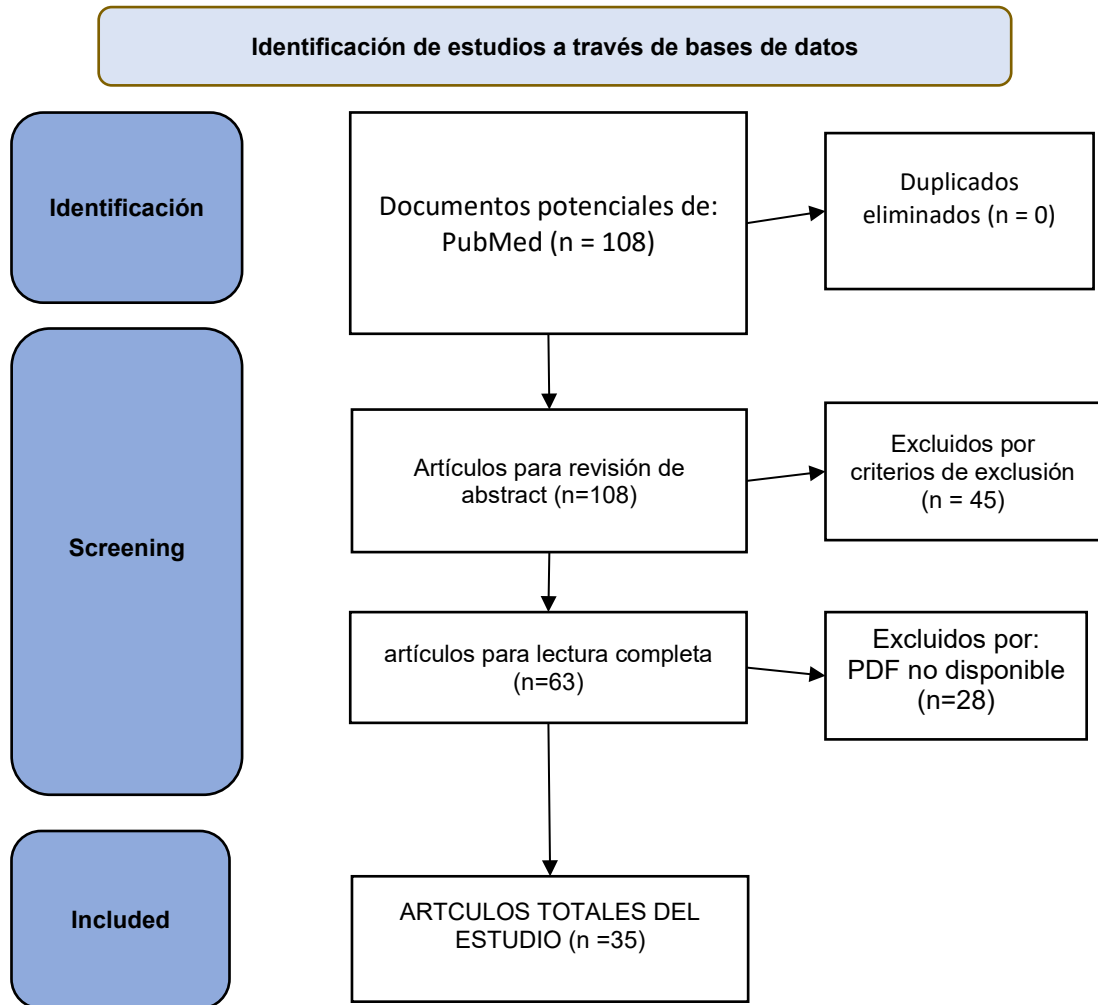 Identificación de estudios a través de bases de datos
Identificación
Documentos potenciales de:
PubMed (n = 108)
Duplicados
eliminados (n = 0)
Screening
Artículos para revisión de
abstract (n=108)
Excluidos por
criterios de exclusión
(n = 45)
artículos para lectura completa
(n=63)
Excluidos por:
PDF no disponible
(n=28)
Included
ARTCULOS TOTALES DEL
ESTUDIO (n =35)